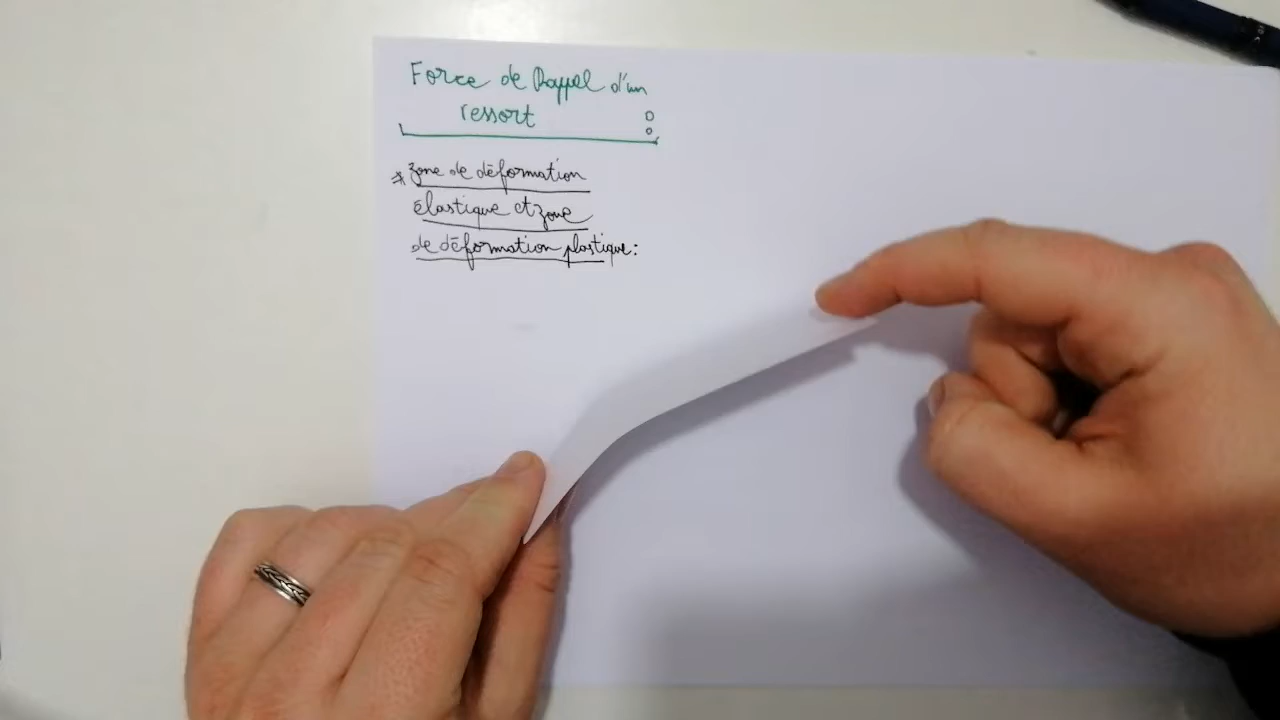 Force de Rappel d'un
ressort :
* zone de déformation
élastique et zone
de déformation plastique: